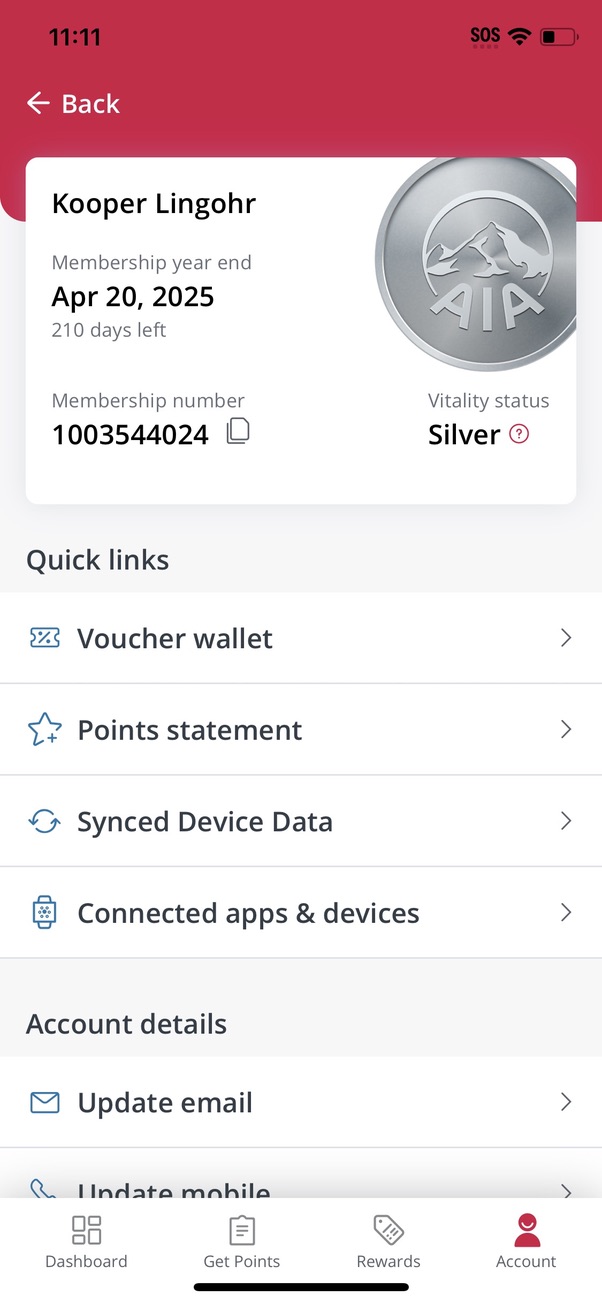 11:11
SOS
Back
Kooper Lingohr
Membership year end
Apr 20, 2025
210 days left
AIA
Membership number
Vitality status
1003544024
Silver ?
Quick links
Voucher wallet
Points statement
Synced Device Data
Connected apps & devices
Account details
Update email
Update mobile
Dashboard
Get Points
Rewards
Account